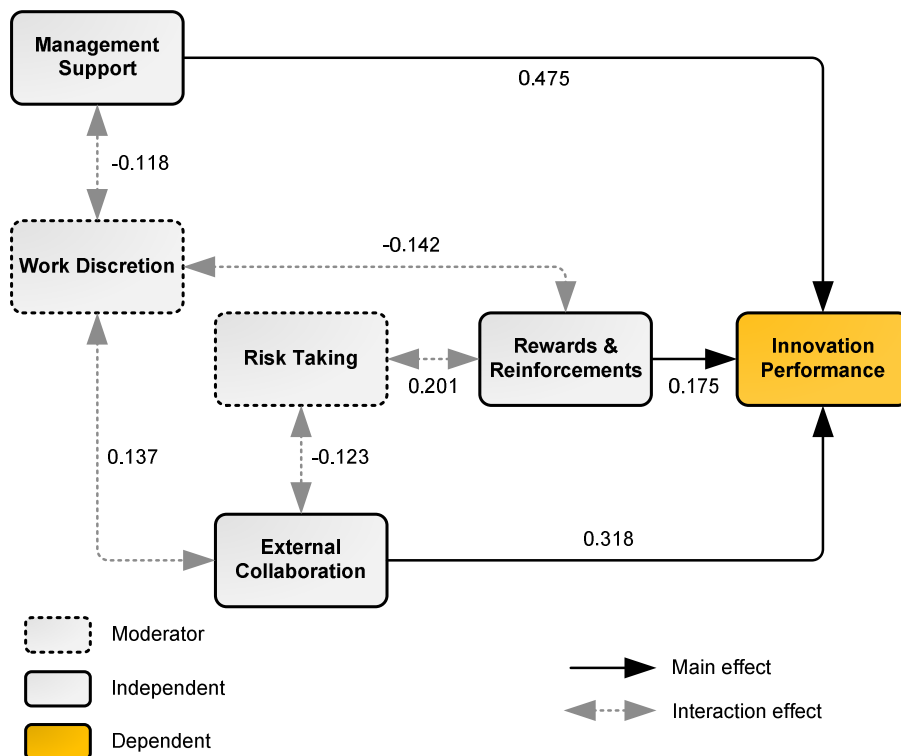 Management
Support
0.475
-0.118
Work Discretion
-0.142
Risk Taking
0.201
Rewards &
Reinforcements
0.175
Innovation
Performance
0.137
-0.123
External
Collaboration
0.318
Moderator
Independent
Dependent
Main effect
Interaction effect